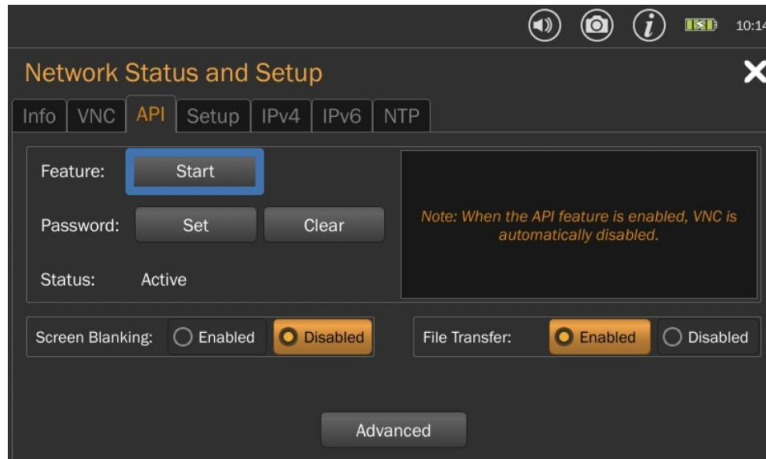 10:14
Network Status and Setup
Info VNC API Setup IPv4 IPv6 NTP
Feature: Start
Password: Set Clear
Status: Active
Note: When the API feature is enabled, VNC is
automatically disabled.
Screen Blanking: Enabled Disabled
File Transfer: Enabled Disabled
Advanced